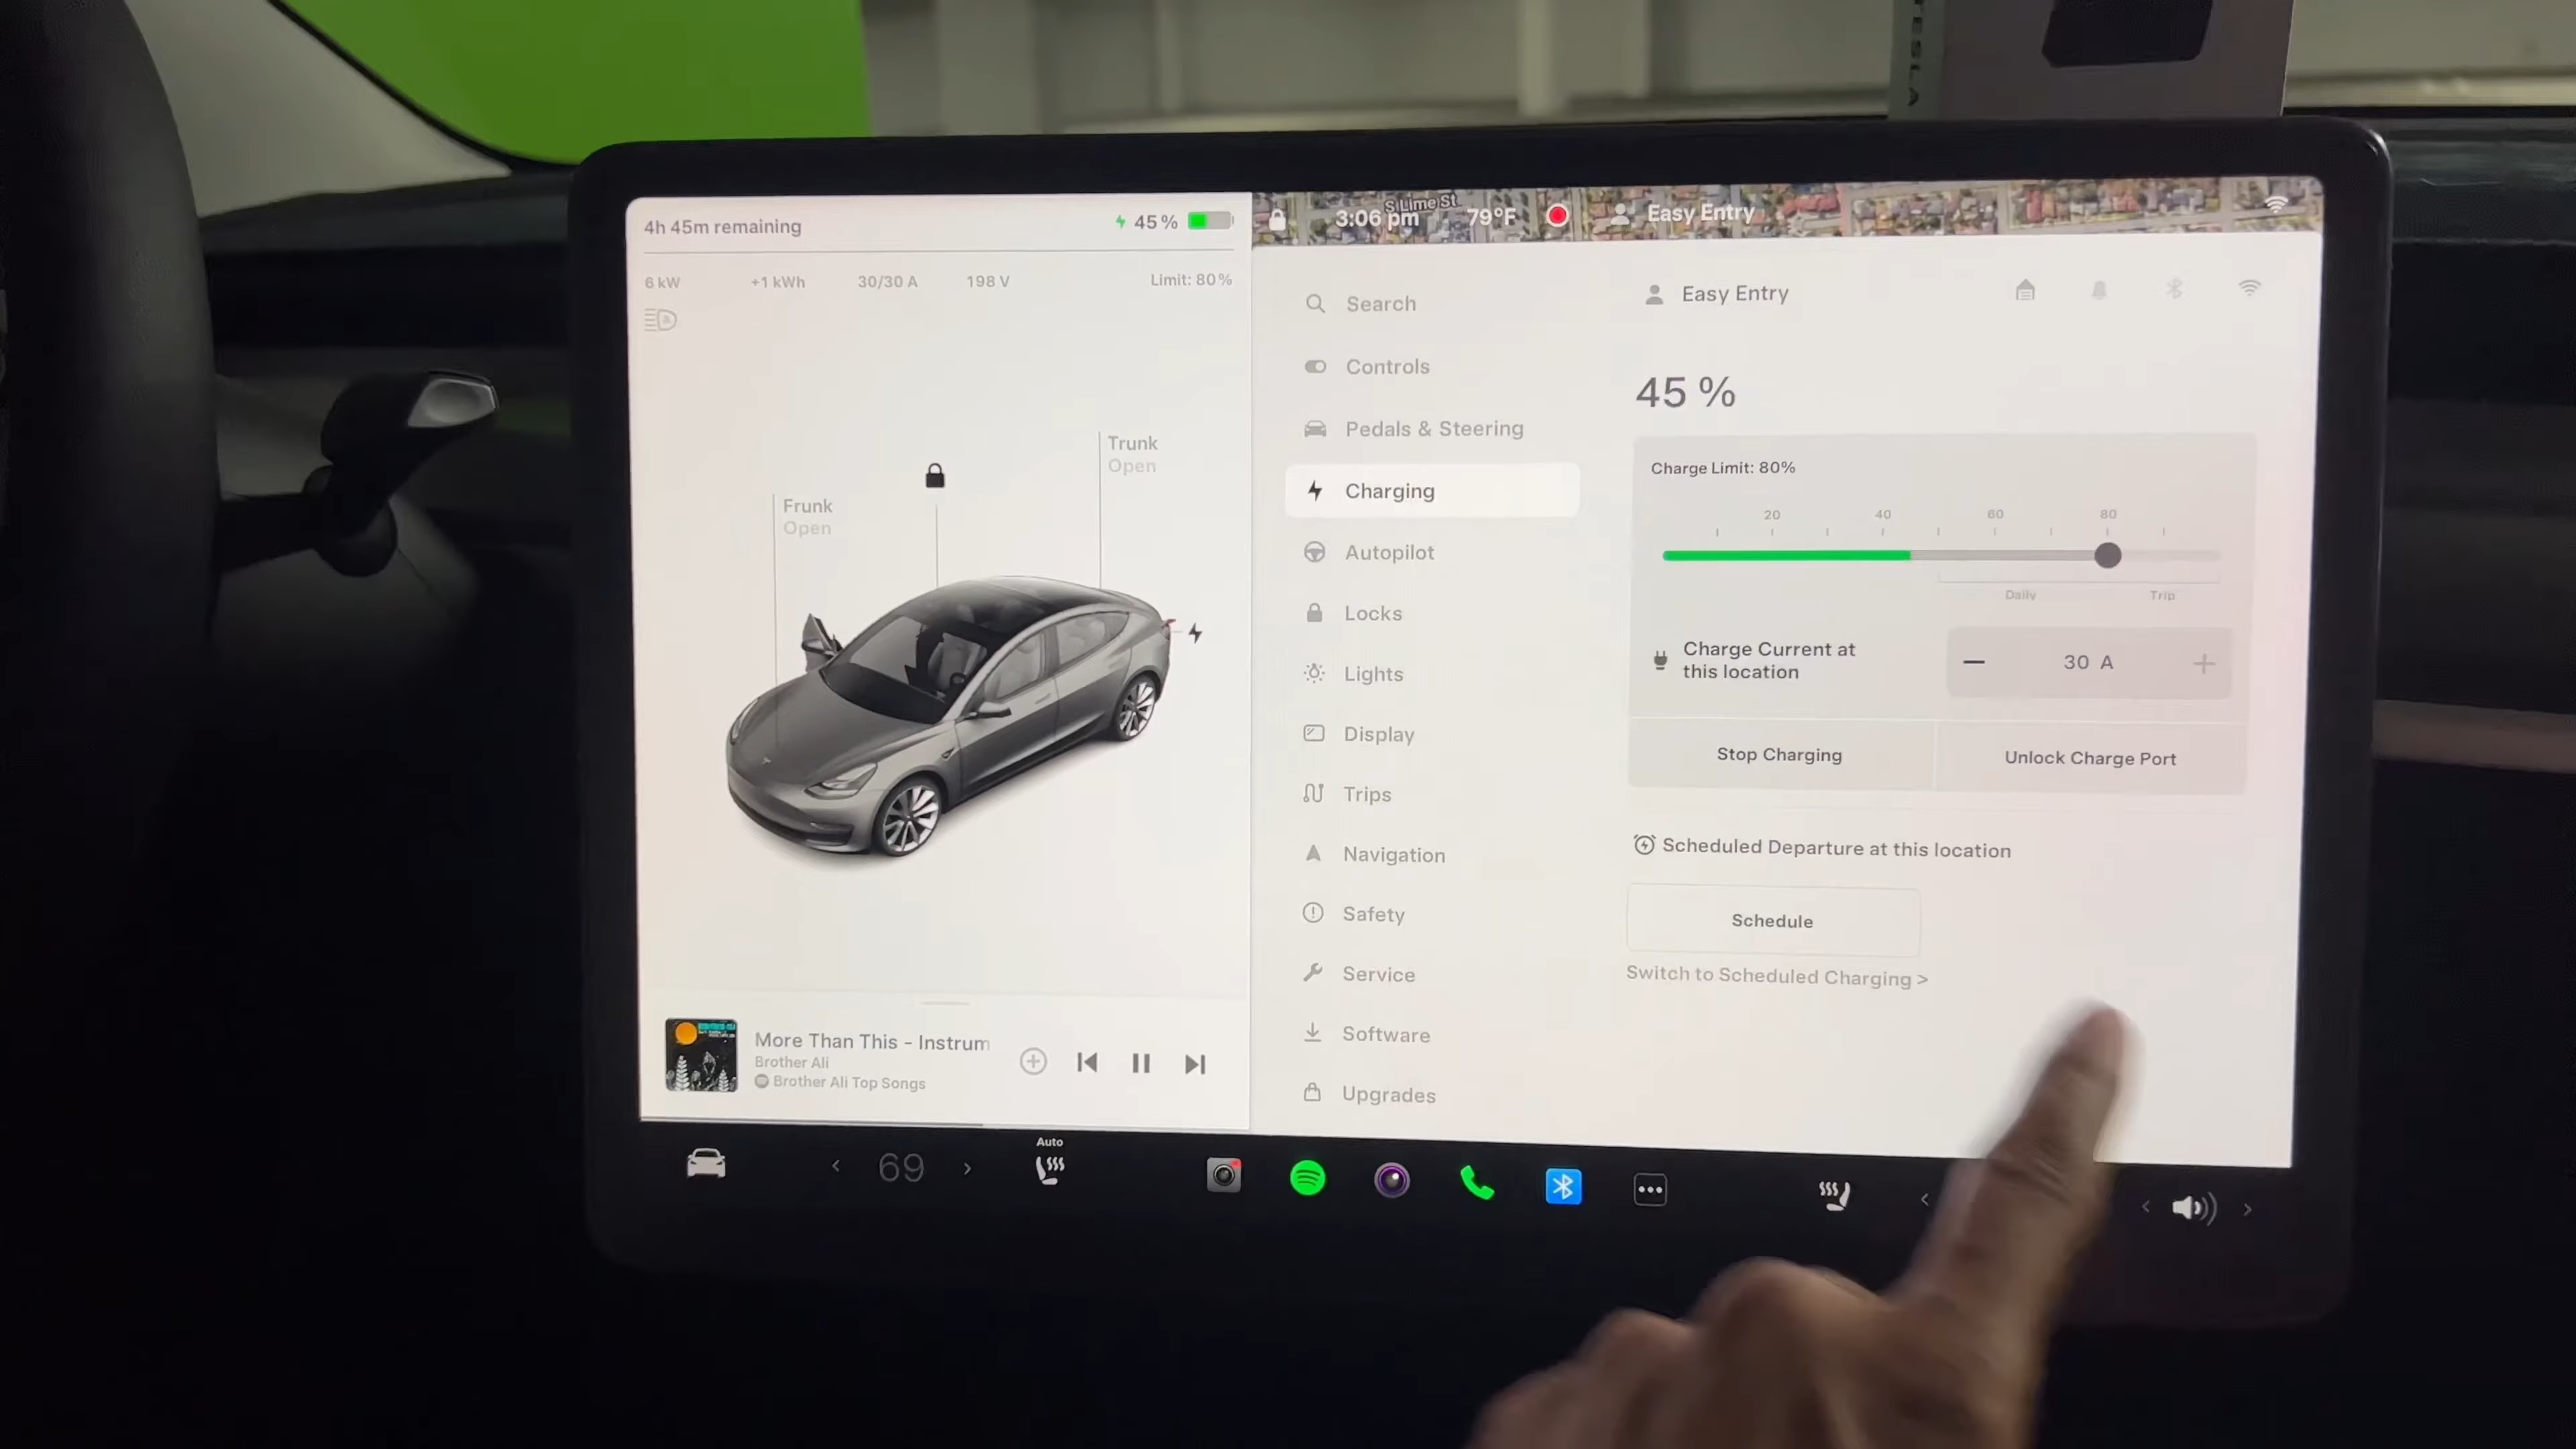 TESLA
4h 45m remaining
45 %
6 kW +1 kWh 30/30 A 198 V Limit: 80%
Trunk
Open
Frunk
Open
More Than This - Instrum
Brother Ali
Brother Ali Top Songs
S Lime St
3:06 pm 79°F Easy Entry
Search
Controls
Pedals & Steering
Charging
Autopilot
Locks
Lights
Display
Trips
Navigation
Safety
Service
Software
Upgrades
Easy Entry
45 %
Charge Limit: 80%
20 40 60 80
Daily Trip
Charge Current at
this location
30 A
Stop Charging Unlock Charge Port
Scheduled Departure at this location
Schedule
Switch to Scheduled Charging >
Auto
69